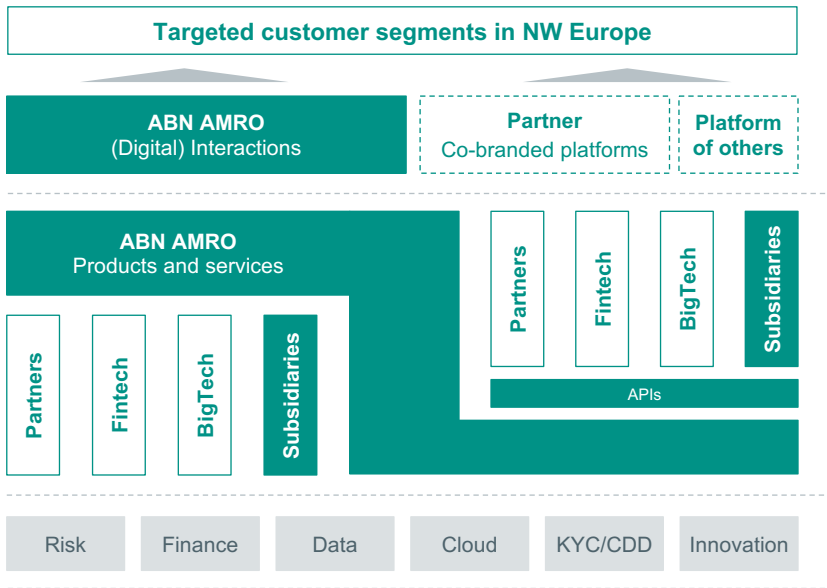 Targeted customer segments in NW Europe
ABN AMRO
(Digital) Interactions
Partner
Co-branded platforms
Platform
of others
ABN AMRO
Products and services
Partners
Fintech
BigTech
Subsidiaries
Partners
Fintech
BigTech
Subsidiaries
APIs
Risk
Finance
Data
Cloud
KYC/CDD
Innovation